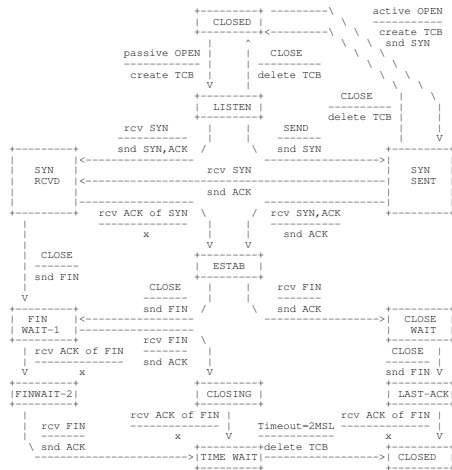 active OPEN
CLOSED
create TCB
snd SYN
passive OPEN CLOSE
create TCB delete TCB
CLOSE
LISTEN
delete TCB
rcv SYN SEND
snd SYN,ACK snd SYN
SYN rcv SYN SYN
RCVD SENT
snd ACK
rcv ACK of SYN rcv SYN,ACK
x snd ACK
CLOSE
ESTAB
snd FIN
CLOSE rcv FIN
snd FIN snd ACK
FIN CLOSE
WAIT-1 rcv FIN WAIT
rcv ACK of FIN CLOSE
snd ACK snd FIN
x
FINWAIT-2 CLOSING LAST-ACK
rcv ACK of FIN rcv ACK of FIN
rcv FIN Timeout=2MSL
x x
snd ACK delete TCB
TIME WAIT CLOSED